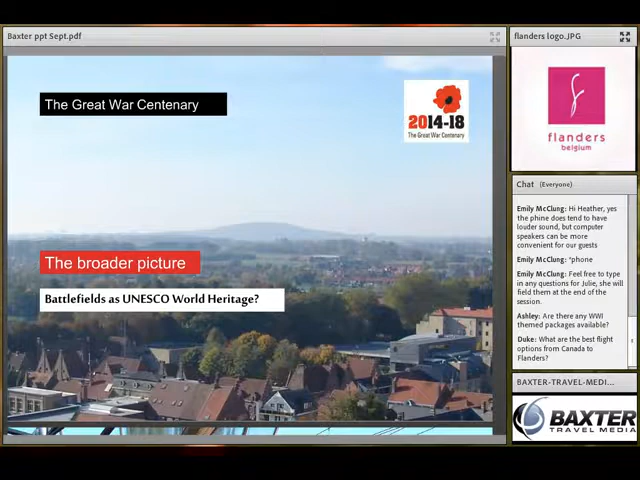 Baxter ppt Sept.pdf
The Great War Centenary
2014-18
The Great War Centenary
The broader picture
Battlefields as UNESCO World Heritage?
flanders logo.JPG
flanders
belgium
Chat (Everyone)
Emily McClung: Hi Heather, yes
the phine does tend to have
louder sound, but computer
speakers can be more
convenient for our guests
Emily McClung: *phone
Emily McClung: Feel free to type
in any questions for Julie, she will
field them at the end of the
session.
Ashley: Are there any WWI
themed packages available?
Duke: What are the best flight
options from Canada to
Flanders?
BAXTER-TRAVEL-MEDI...
BAXTER
TRAVEL MEDIA